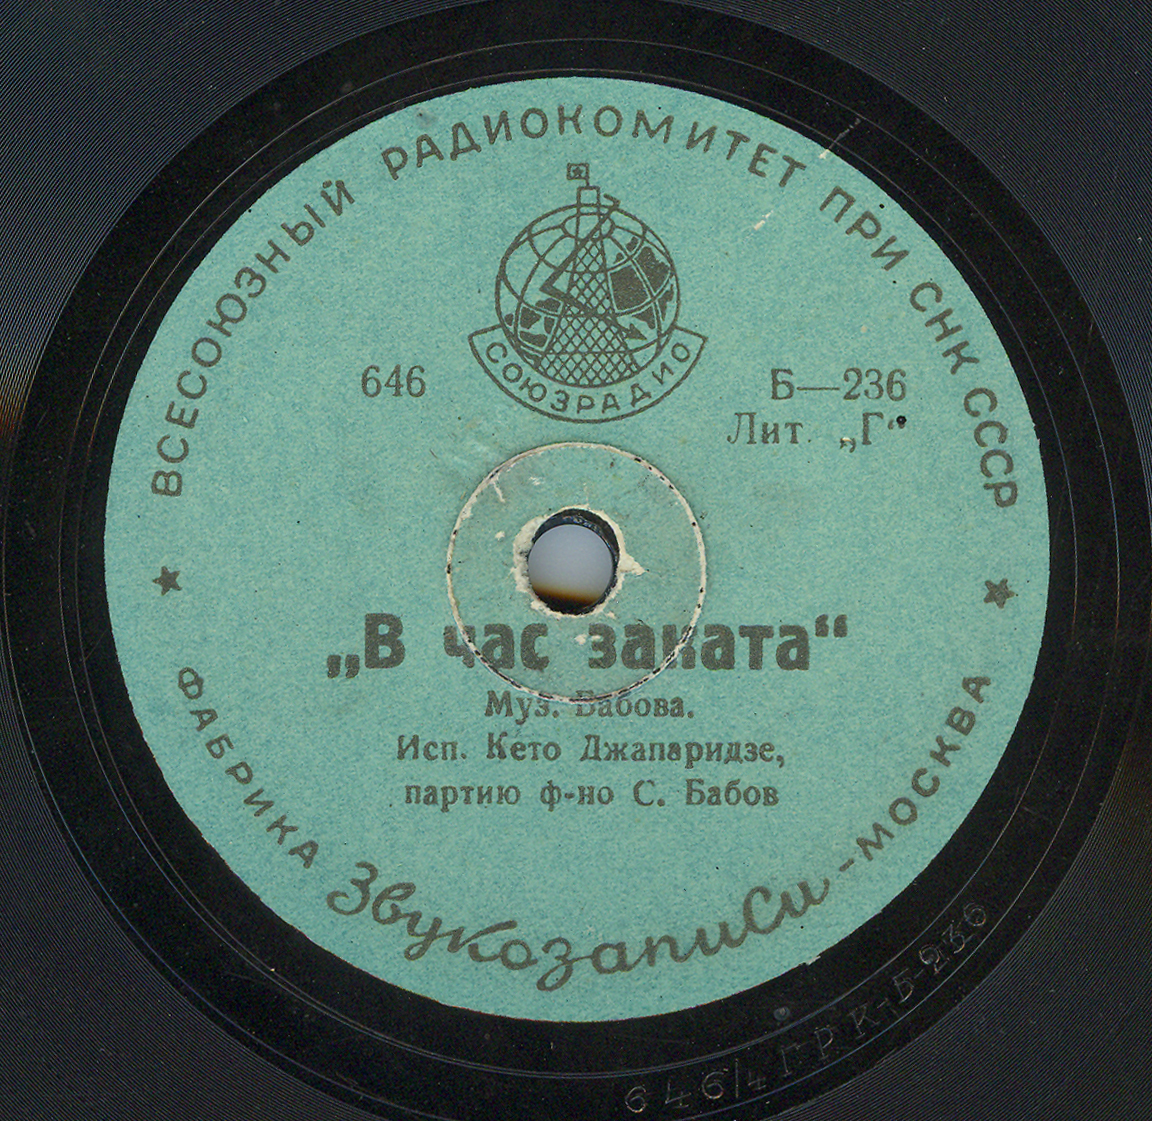 ВСЕСОЮЗНЫЙ РАДИОКОМИТЕТ ПРИ СНК СССР
СОЮЗРАДИО
646
Б—236
Лит. „Г“
„В час заката“
Муз. Бабова.
Исп. Кето Джапаридзе,
партию ф-но С. Бабов
ФАБРИКА Звукозаписи - МОСКВА
646/4 ГРК-Б-236